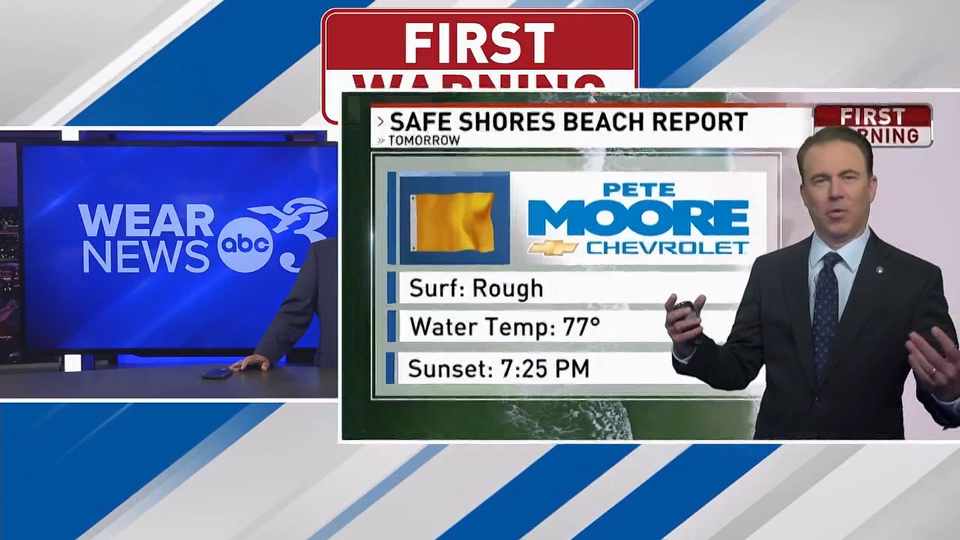 FIRST
WARNING
> SAFE SHORES BEACH REPORT
>> TOMORROW
FIRST
WEAR
NEWS
abc
3
PETE
MOORE
CHEVROLET
Surf: Rough
Water Temp: 77°
Sunset: 7:25 PM